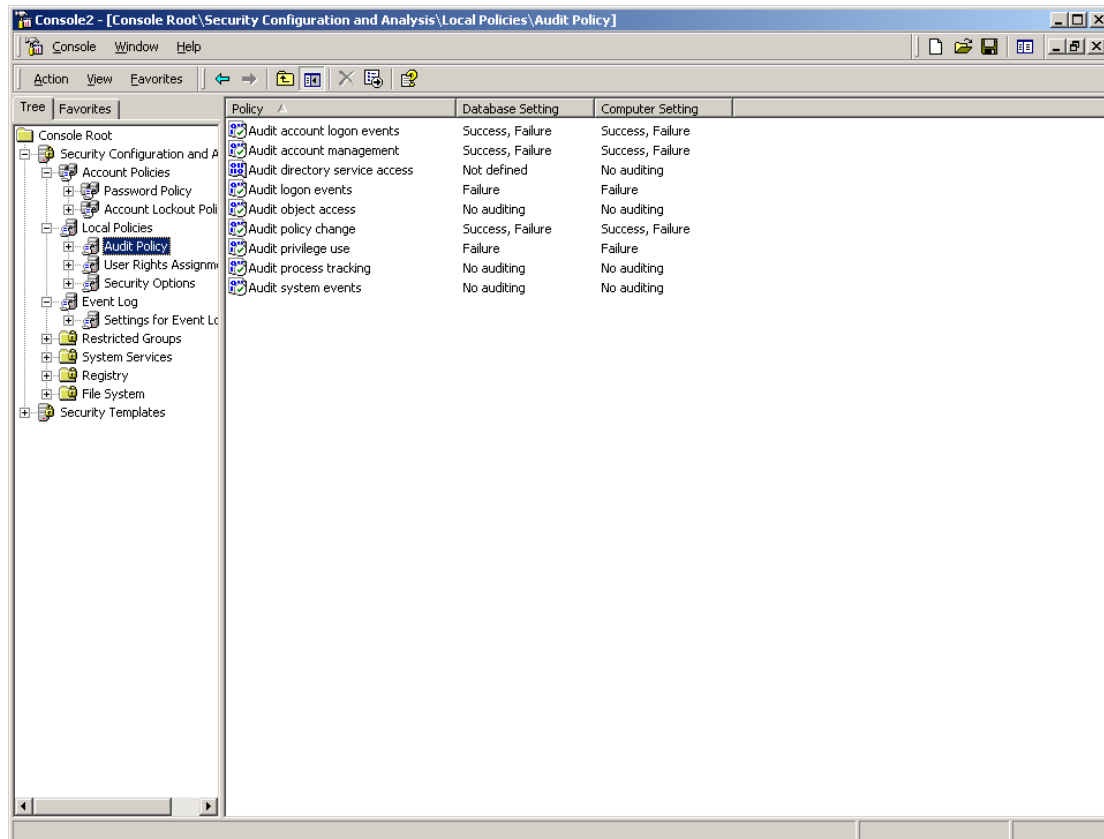 Console2 - [Console Root\Security Configuration and Analysis\Local Policies\Audit Policy]
Console Window Help
Action View Favorites
Tree Favorites
Console Root
Security Configuration and A
Account Policies
Password Policy
Account Lockout Poli
Local Policies
Audit Policy
User Rights Assignm
Security Options
Event Log
Settings for Event Lo
Restricted Groups
System Services
Registry
File System
Security Templates
Policy Database Setting Computer Setting
Audit account logon events Success, Failure Success, Failure
Audit account management Success, Failure Success, Failure
Audit directory service access Not defined No auditing
Audit logon events Failure Failure
Audit object access No auditing No auditing
Audit policy change Success, Failure Success, Failure
Audit privilege use Failure Failure
Audit process tracking No auditing No auditing
Audit system events No auditing No auditing